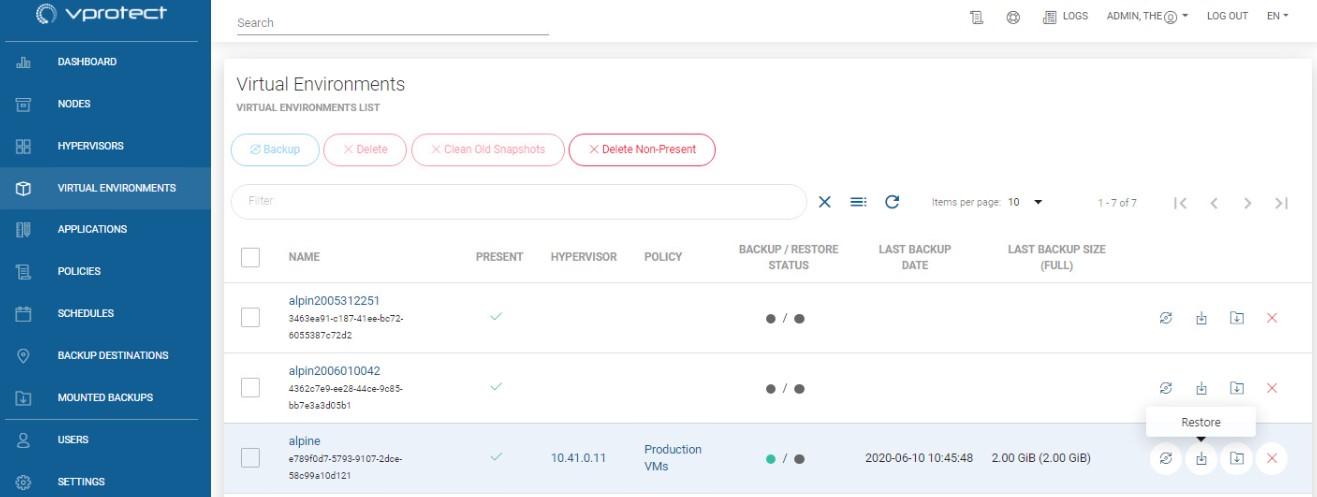 vprotect
Search
LOGS
ADMIN, THE
LOG OUT
EN
DASHBOARD
NODES
HYPERVISORS
VIRTUAL ENVIRONMENTS
APPLICATIONS
POLICIES
SCHEDULES
BACKUP DESTINATIONS
MOUNTED BACKUPS
USERS
SETTINGS
Virtual Environments
VIRTUAL ENVIRONMENTS LIST
Backup
Delete
Clean Old Snapshots
Delete Non-Present
Filter
Items per page: 10
1 - 7 of 7
NAME
PRESENT
HYPERVISOR
POLICY
BACKUP / RESTORE
STATUS
LAST BACKUP
DATE
LAST BACKUP SIZE
(FULL)
alpin2005312251
3463ea91-c187-41ee-bc72-
6055387c72d2
/
alpin2006010042
4362c7e9-ee28-44ce-9c85-
bb7e3a3d05b1
/
Restore
alpine
e789f0d7-5793-9107-2dce-
58c99a10d121
10.41.0.11
Production
VMs
/
2020-06-10 10:45:48
2.00 GiB (2.00 GiB)